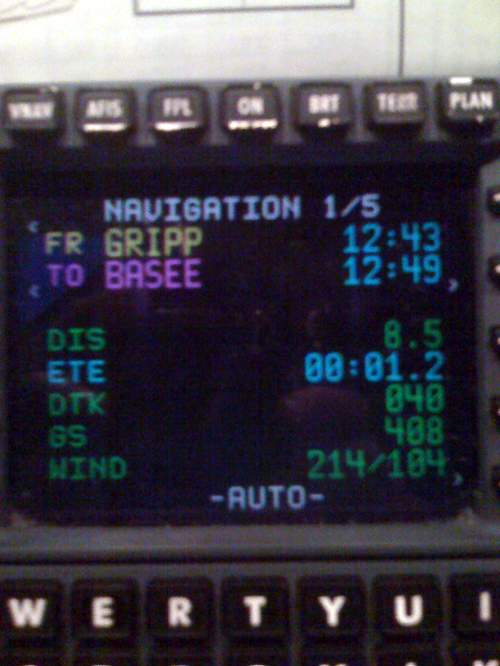 VNAV AFIS FPL ON BRT TEST PLAN
NAVIGATION 1/5
FR GRIPP 12:43
TO BASEE 12:49
DIS 8.5
ETE 00:01.2
DTK 040
GS 408
WIND 214/104
-AUTO-
W E R T Y U I